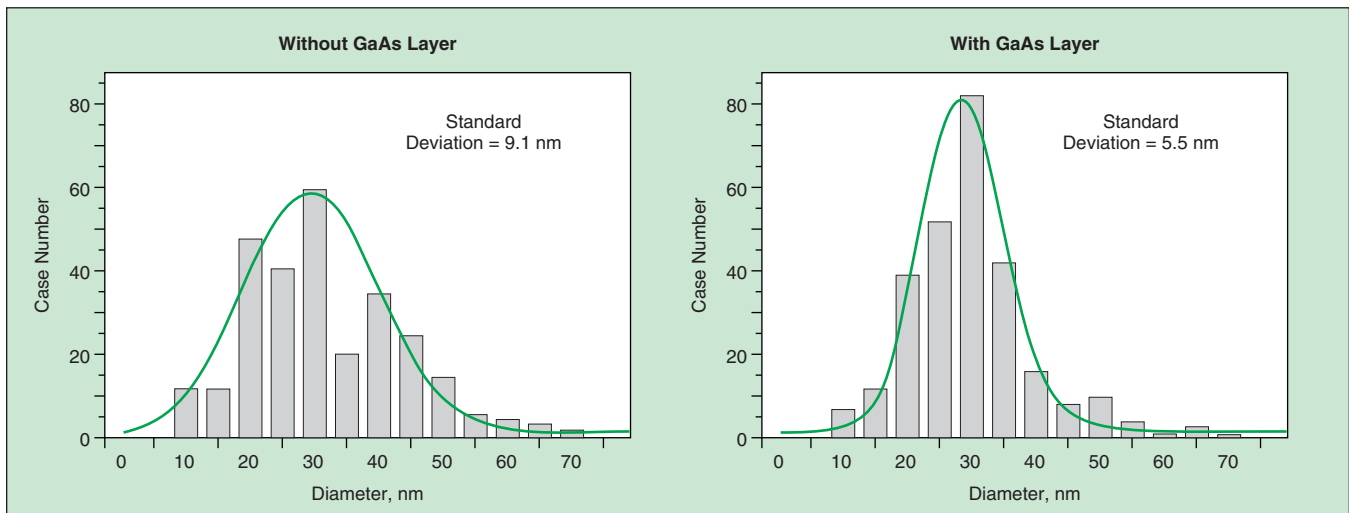 Without GaAs Layer
80
60
40
20
0
Case Number
Standard
Deviation = 9.1 nm
0 10 20 30 40 50 60 70
Diameter, nm
With GaAs Layer
80
60
40
20
0
Case Number
Standard
Deviation = 5.5 nm
0 10 20 30 40 50 60 70
Diameter, nm